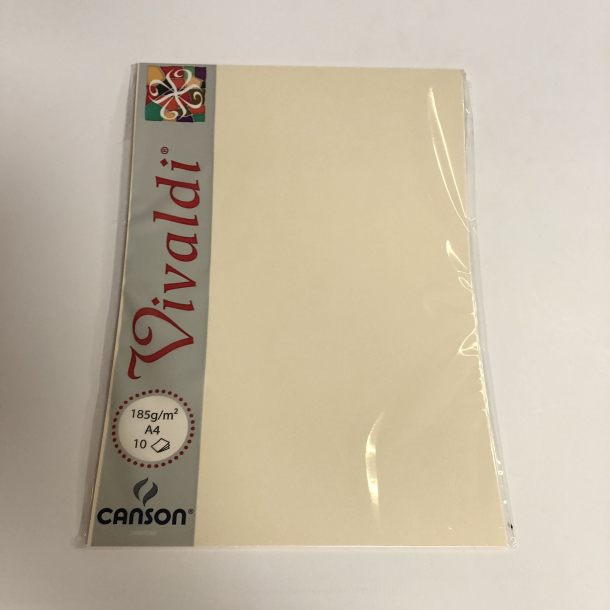 Vivaldi®
185g/m²
A4
10
CANSON®